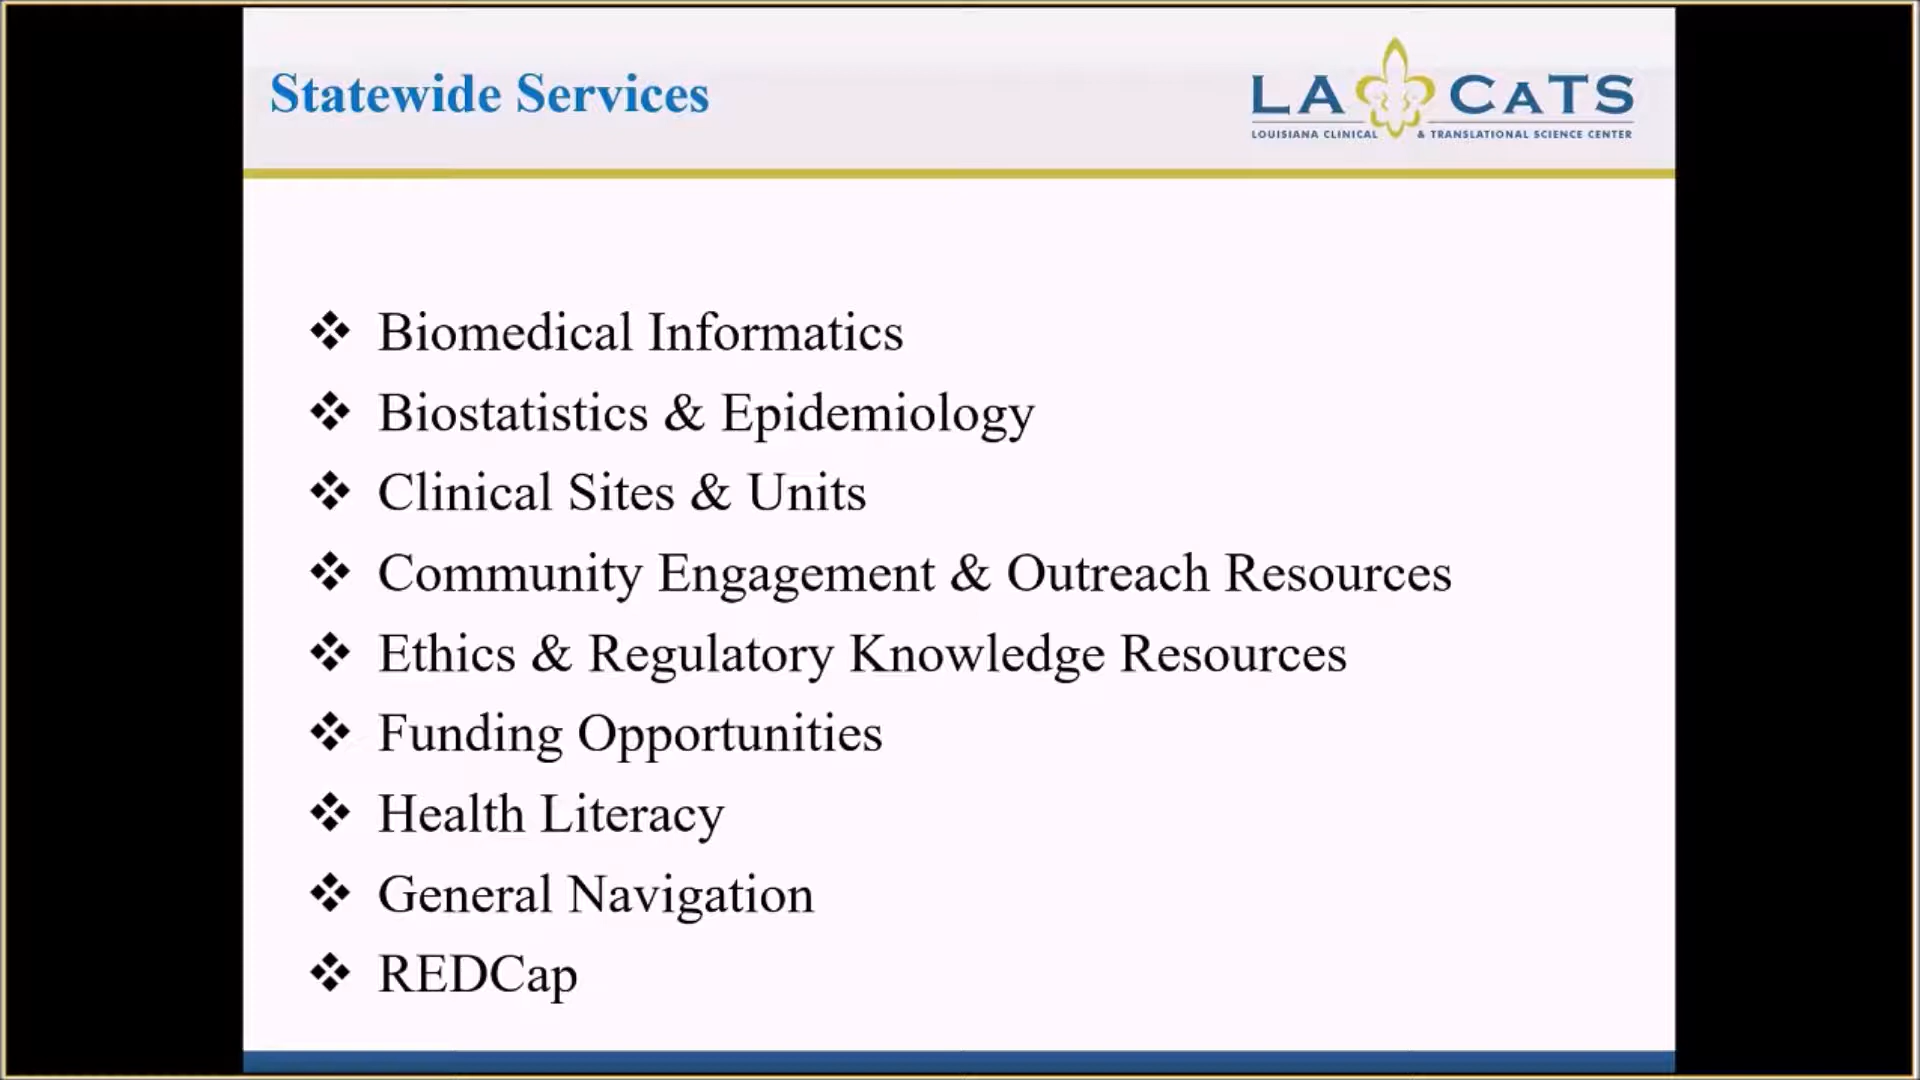 Statewide Services
LA CATS
LOUISIANA CLINICAL & TRANSLATIONAL SCIENCE CENTER
❖ Biomedical Informatics
❖ Biostatistics & Epidemiology
❖ Clinical Sites & Units
❖ Community Engagement & Outreach Resources
❖ Ethics & Regulatory Knowledge Resources
❖ Funding Opportunities
❖ Health Literacy
❖ General Navigation
❖ REDCap